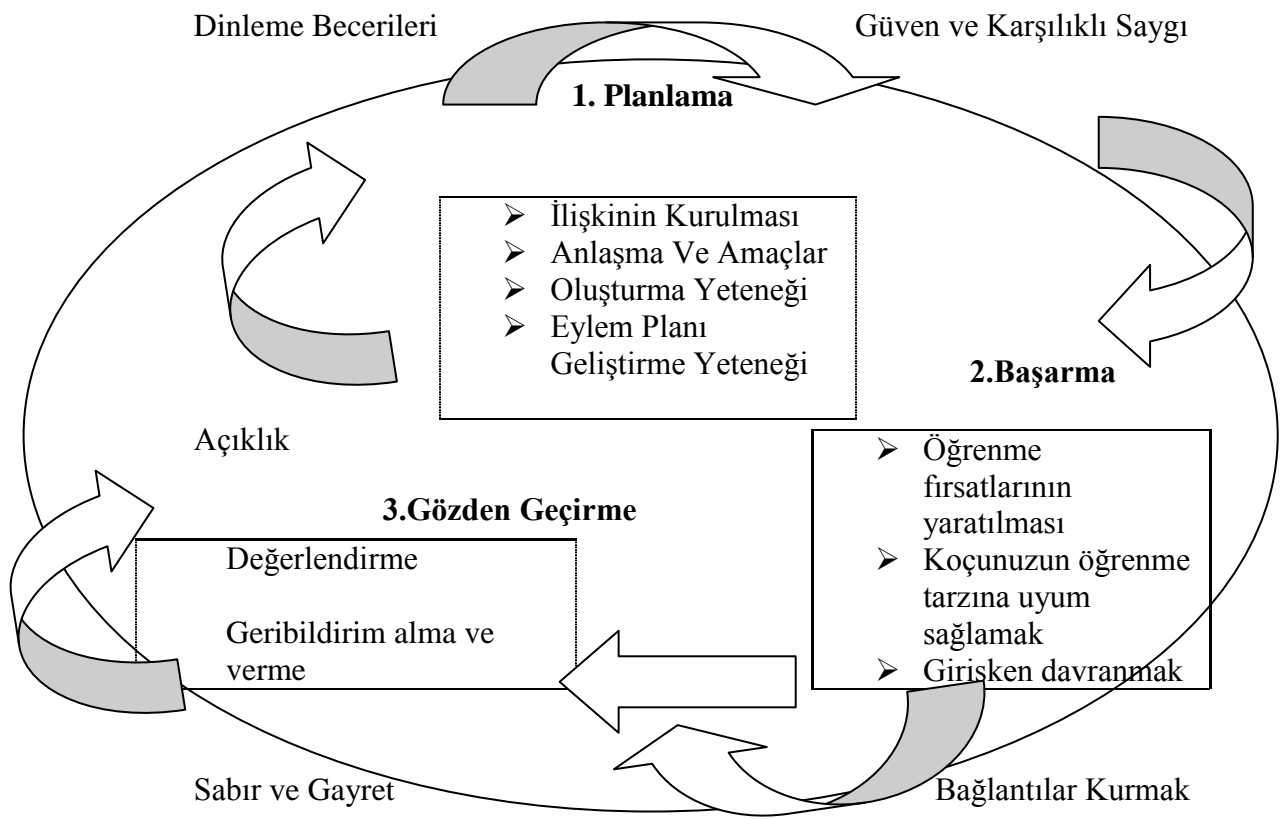 Dinleme Becerileri
Güven ve Karşılıklı Saygı
1. Planlama
➢ İlişkinin Kurulması
➢ Anlaşma Ve Amaçlar
➢ Oluşturma Yeteneği
➢ Eylem Planı
Geliştirme Yeteneği
2.Başarma
➢ Öğrenme
fırsatlarının
yaratılması
➢ Koçunuzun öğrenme
tarzına uyum
sağlamak
➢ Girişken davranmak
Açıklık
3.Gözden Geçirme
Değerlendirme
Geribildirim alma ve
verme
Sabır ve Gayret
Bağlantılar Kurmak